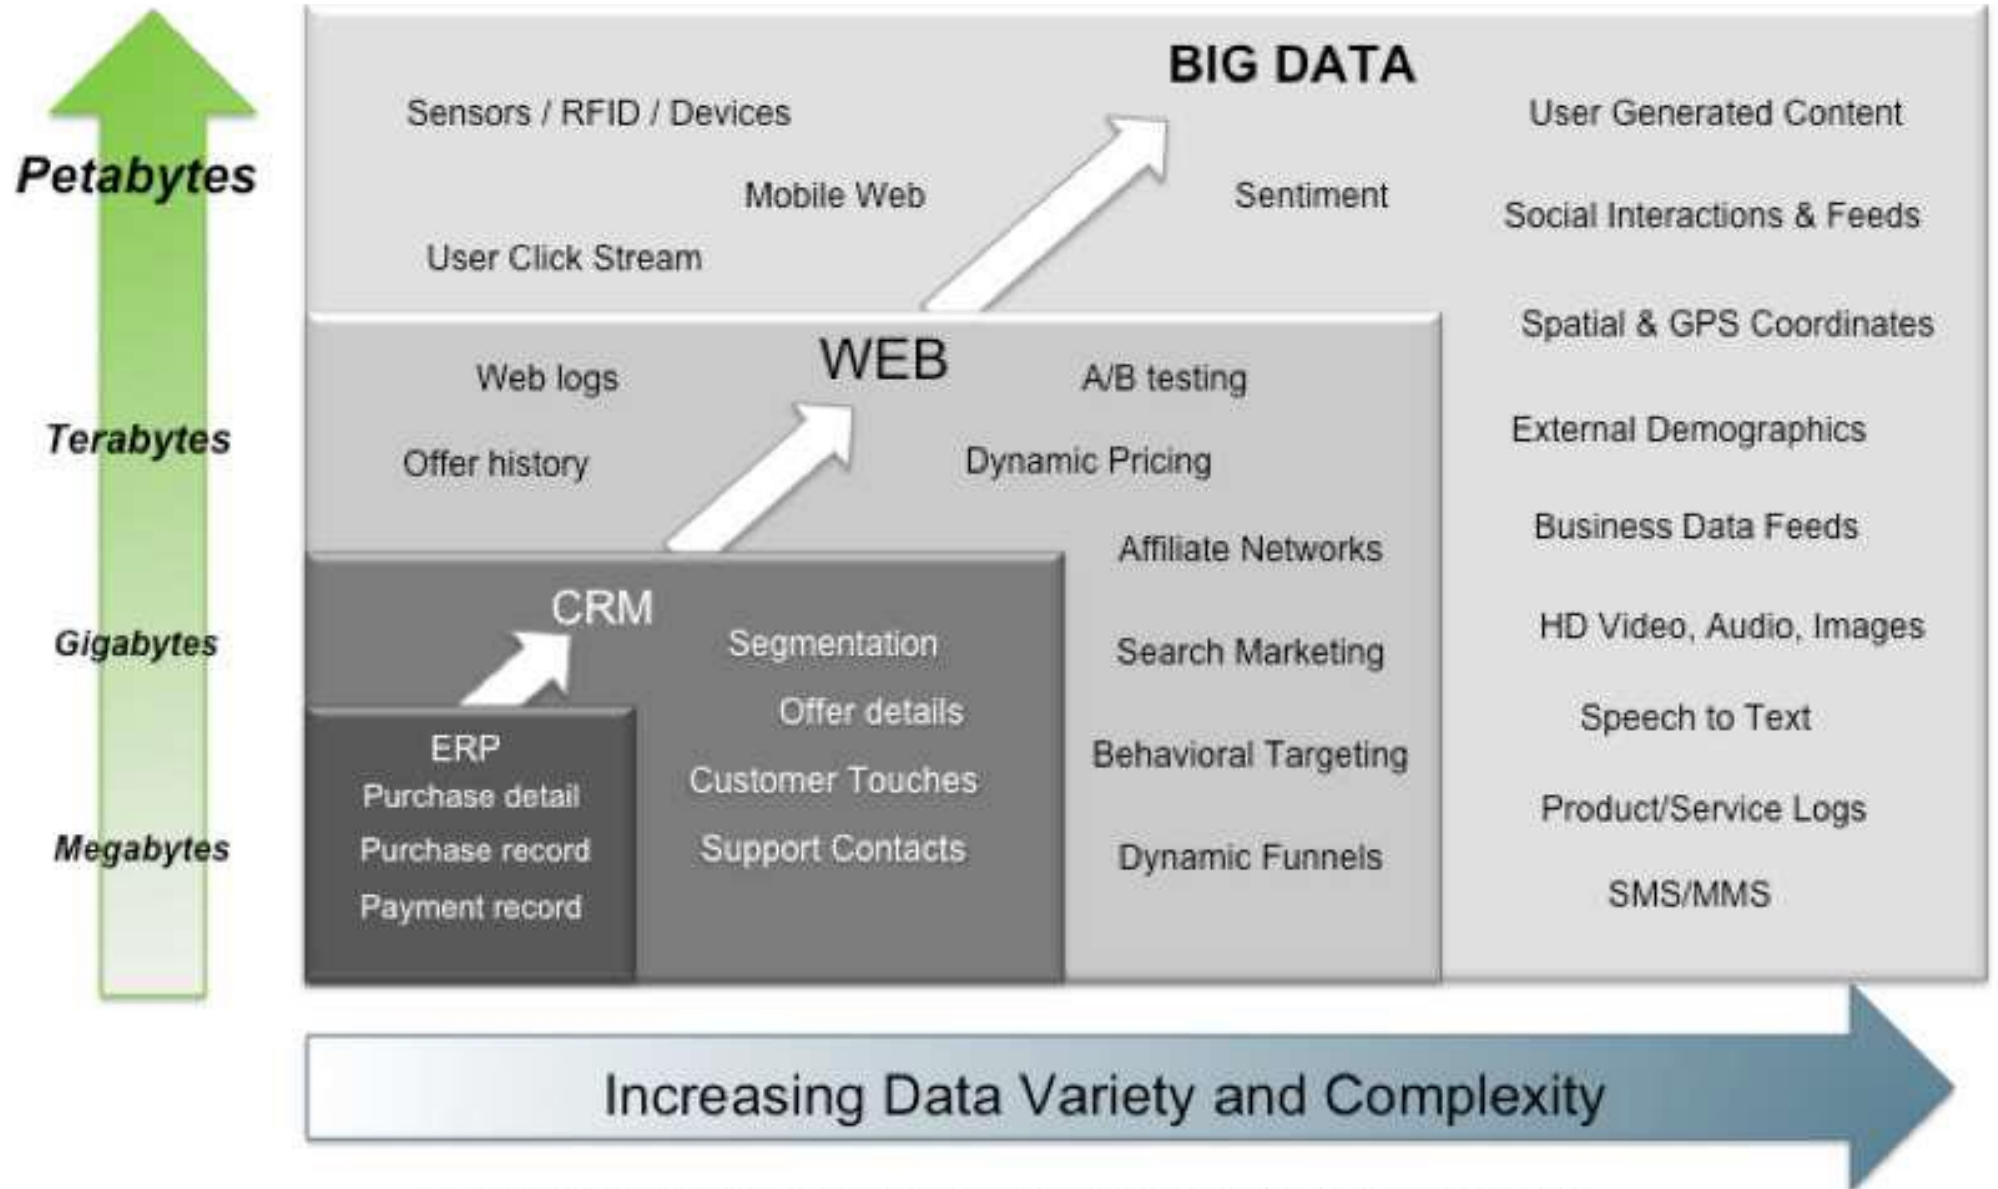 BIG DATA
Sensors / RFID / Devices
User Generated Content
Petabytes
Mobile Web
Sentiment
Social Interactions & Feeds
User Click Stream
Spatial & GPS Coordinates
WEB
Web logs
A/B testing
Terabytes
External Demographics
Offer history
Dynamic Pricing
Business Data Feeds
Affiliate Networks
CRM
HD Video, Audio, Images
Gigabytes
Segmentation
Search Marketing
Offer details
Speech to Text
ERP
Behavioral Targeting
Purchase detail
Customer Touches
Product/Service Logs
Megabytes
Purchase record
Support Contacts
Dynamic Funnels
SMS/MMS
Payment record
Increasing Data Variety and Complexity